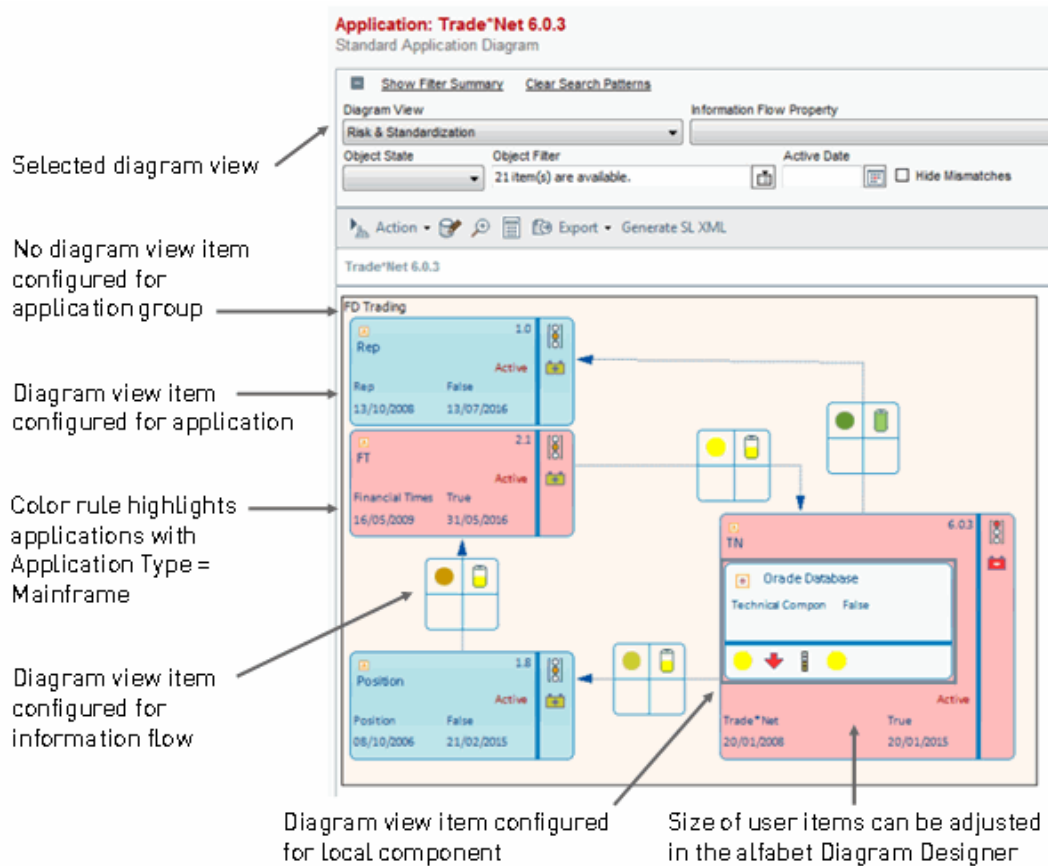 Application: Trade*Net 6.0.3
Standard Application Diagram
Show Filter Summary Clear Search Patterns
Diagram View Information Flow Property
Risk & Standardization
Object State Object Filter Active Date
21 item(s) are available. Hide Mismatches
Action Export Generate SL XML
Trade*Net 6.0.3
Selected diagram view
No diagram view item
configured for
application group
Diagram view item
configured for application
Color rule highlights
applications with
Application Type =
Mainframe
Diagram view item
configured for
information flow
FD Trading
1.0
Rep
Active
Rep False
13/10/2008 13/07/2016
2.1
FT
Active
Financial Times True
16/05/2009 31/05/2016
6.0.3
TN
Oracle Database
Technical Compon False
Active
Trade*Net True
20/01/2008 20/01/2015
1.8
Position
Active
Position False
08/10/2006 21/02/2015
Diagram view item configured
for local component
Size of user items can be adjusted
in the alfabet Diagram Designer